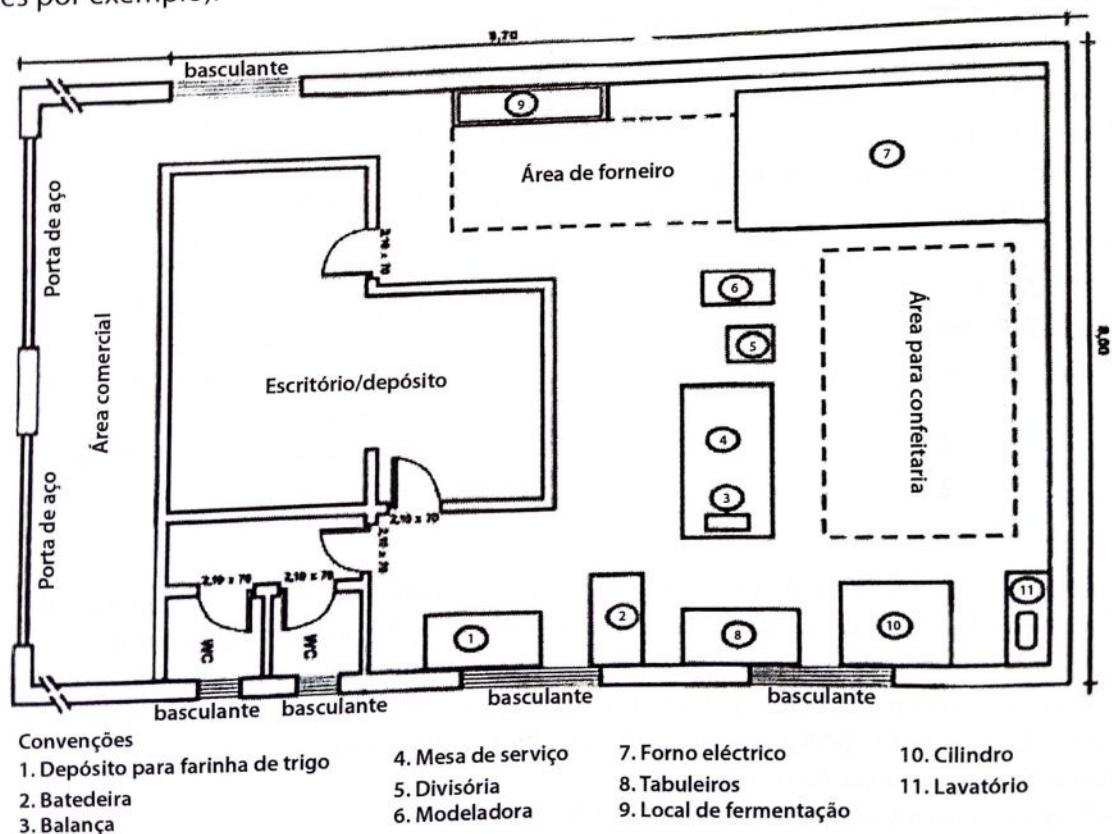 es por exemplo).
9,70
basculante
9
7
Área de forneiro
Porta de aço
2,10 x 70
6
5
Área para confeitaria
8,00
Área comercial
Escritório/depósito
4
3
Porta de aço
2,10 x 70
2,10 x 70
2,10 x 70
2,10 x 70
WC
WC
1
2
8
10
11
basculante
basculante
basculante
basculante
Convenções
1. Depósito para farinha de trigo
2. Batedeira
3. Balança
4. Mesa de serviço
5. Divisória
6. Modeladora
7. Forno eléctrico
8. Tabuleiros
9. Local de fermentação
10. Cilindro
11. Lavatório